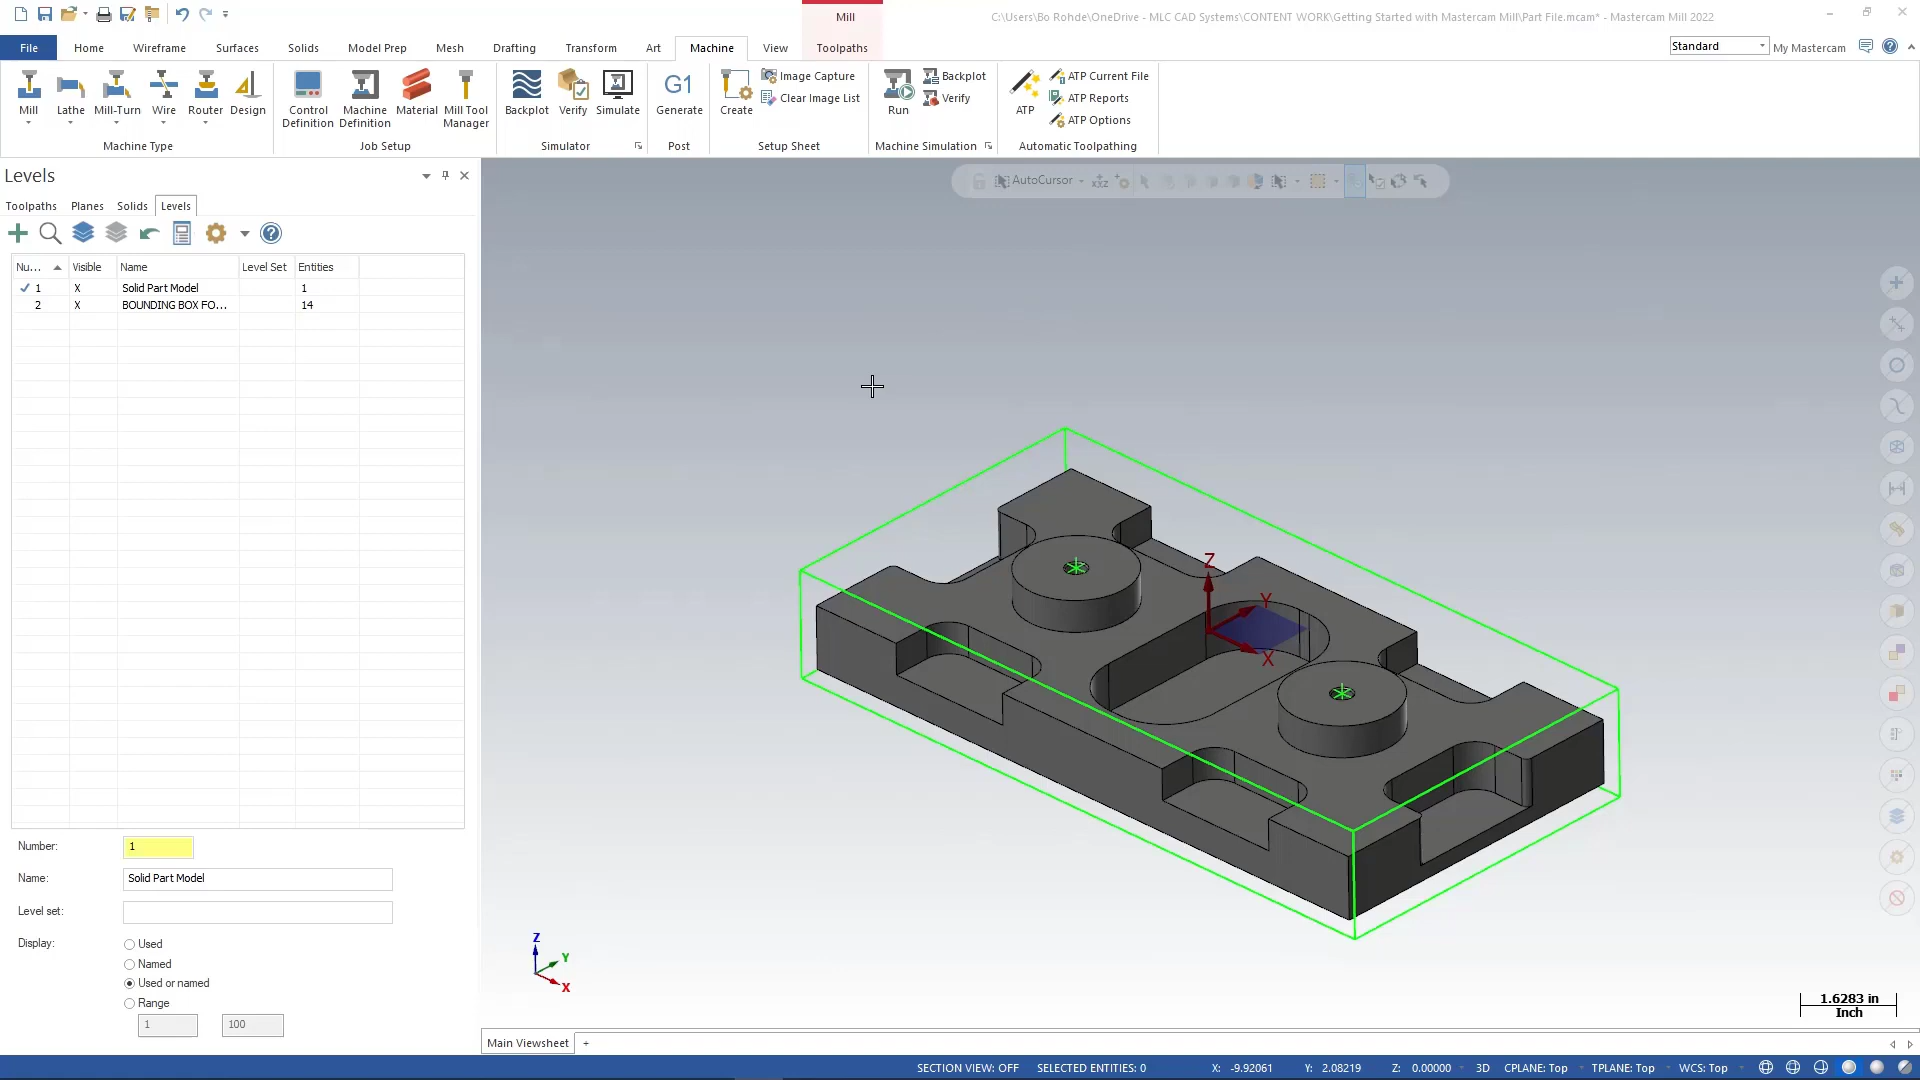 Mill
C:\Users\Bo Rohde\OneDrive - MLC CAD Systems\CONTENT WORK\Getting Started with Mastercam Mill\Part File.mcam* - Mastercam Mill 2022
File Home Wireframe Surfaces Solids Model Prep Mesh Drafting Transform Art Machine View Toolpaths
Standard My Mastercam
Mill Lathe Mill-Turn Wire Router Design
Machine Type
Control Definition Machine Definition Material Mill Tool Manager
Job Setup
Backplot Verify Simulate
Simulator
G1
Generate
Post
Create
Image Capture
Clear Image List
Setup Sheet
Run
Backplot
Verify
Machine Simulation
ATP
ATP Current File
ATP Reports
ATP Options
Automatic Toolpathing
Levels
Toolpaths Planes Solids Levels
Nu... Visible Name Level Set Entities
1 X Solid Part Model 1
2 X BOUNDING BOX FO... 14
Number: 1
Name: Solid Part Model
Level set:
Display:
Used
Named
Used or named
Range
1 100
AutoCursor
xyz
Z
Y
X
Z
Y
X
1.6283 in
Inch
Main Viewsheet +
SECTION VIEW: OFF SELECTED ENTITIES: 0 X: -9.92061 Y: 2.08219 Z: 0.00000 3D CPLANE: Top TPLANE: Top WCS: Top